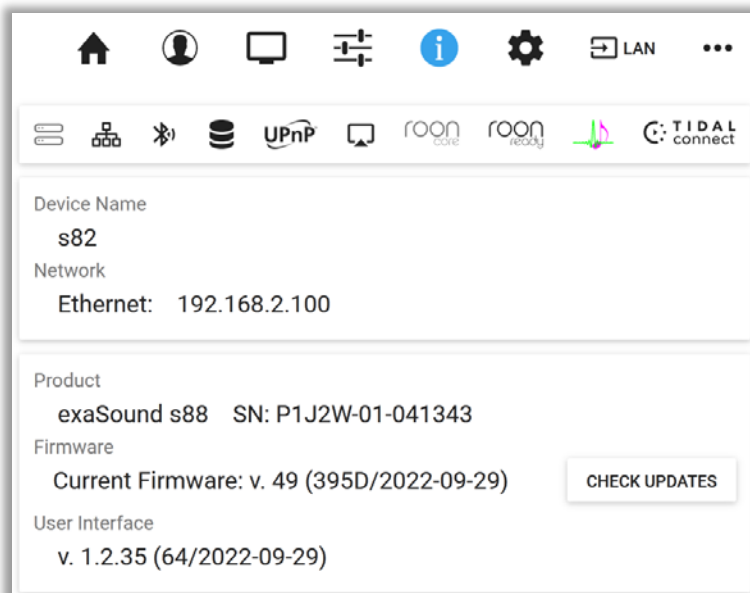 LAN
UPnP
roon core
roon ready
TIDAL connect
Device Name
s82
Network
Ethernet: 192.168.2.100
Product
exaSound s88 SN: P1J2W-01-041343
Firmware
Current Firmware: v. 49 (395D/2022-09-29)
CHECK UPDATES
User Interface
v. 1.2.35 (64/2022-09-29)